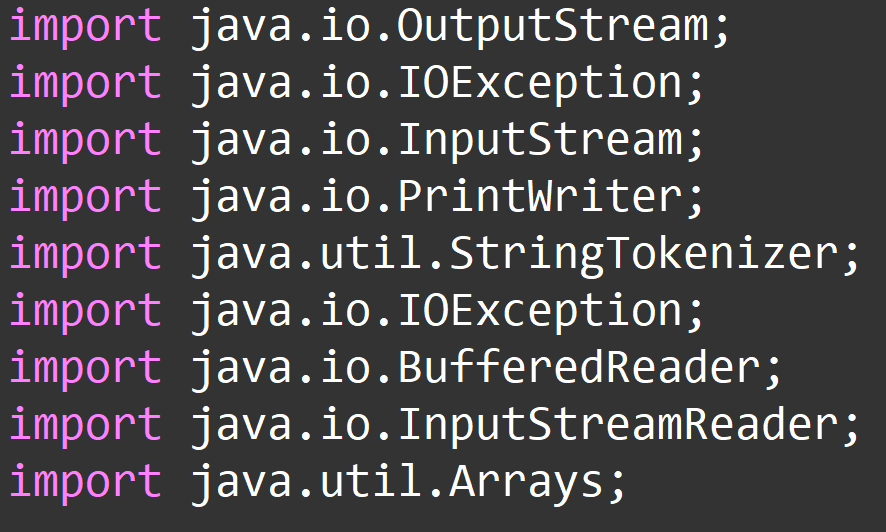 import java.io.OutputStream;
import java.io.IOException;
import java.io.InputStream;
import java.io.PrintWriter;
import java.util.StringTokenizer;
import java.io.IOException;
import java.io.BufferedReader;
import java.io.InputStreamReader;
import java.util.Arrays;